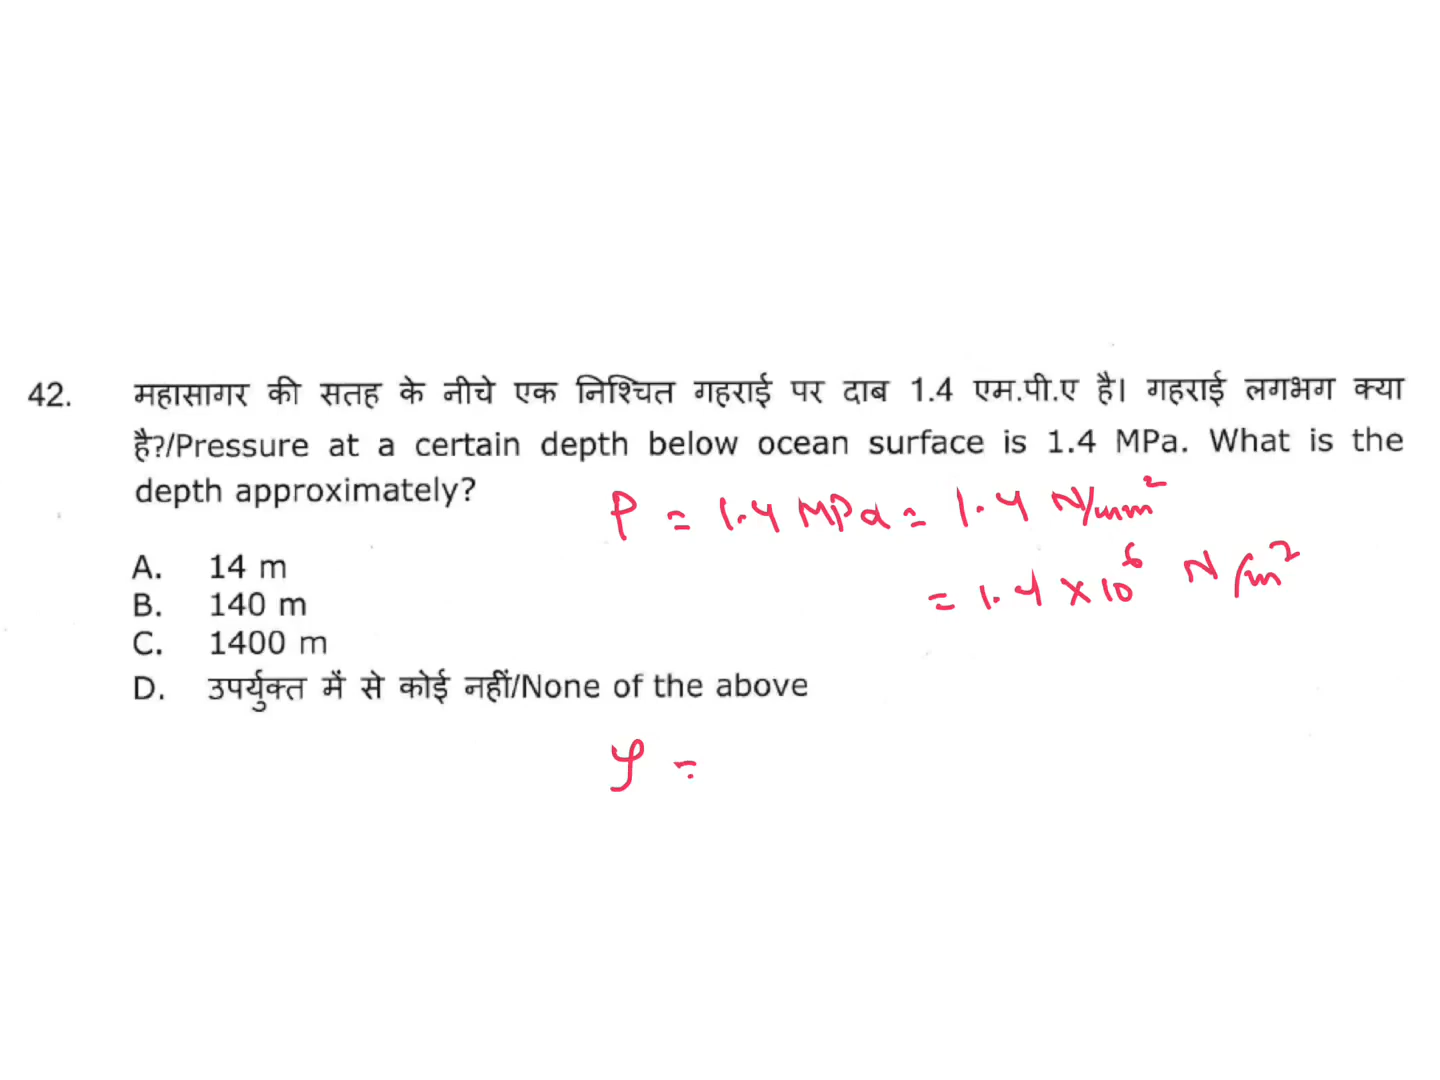 42. महासागर की सतह के नीचे एक निश्चित गहराई पर दाब 1.4 एम.पी.ए है। गहराई लगभग क्या
है?/Pressure at a certain depth below ocean surface is 1.4 MPa. What is the
depth approximately?
P = 1.4 MPa = 1.4 N/mm²
= 1.4 × 10⁶ N/m²
A. 14 m
B. 140 m
C. 1400 m
D. उपर्युक्त में से कोई नहीं/None of the above
ρ =